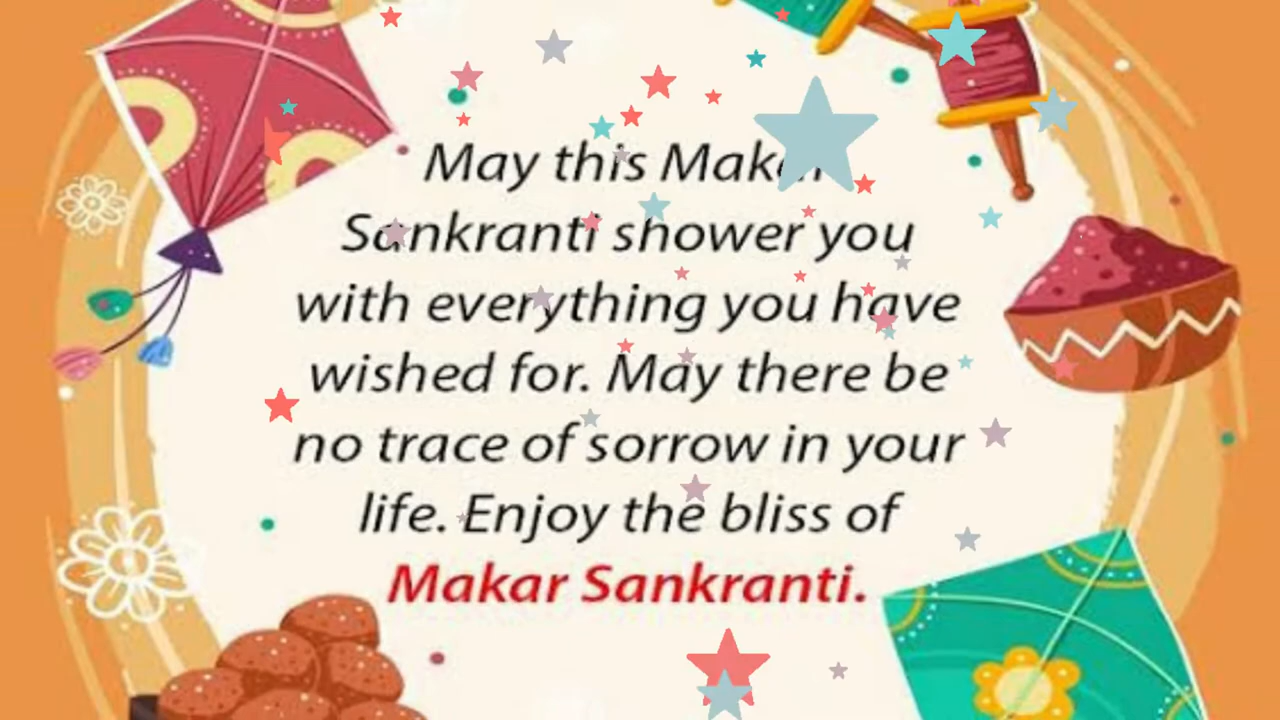 May this Makar
Sankranti shower you
with everything you have
wished for. May there be
no trace of sorrow in your
life. Enjoy the bliss of
Makar Sankranti.